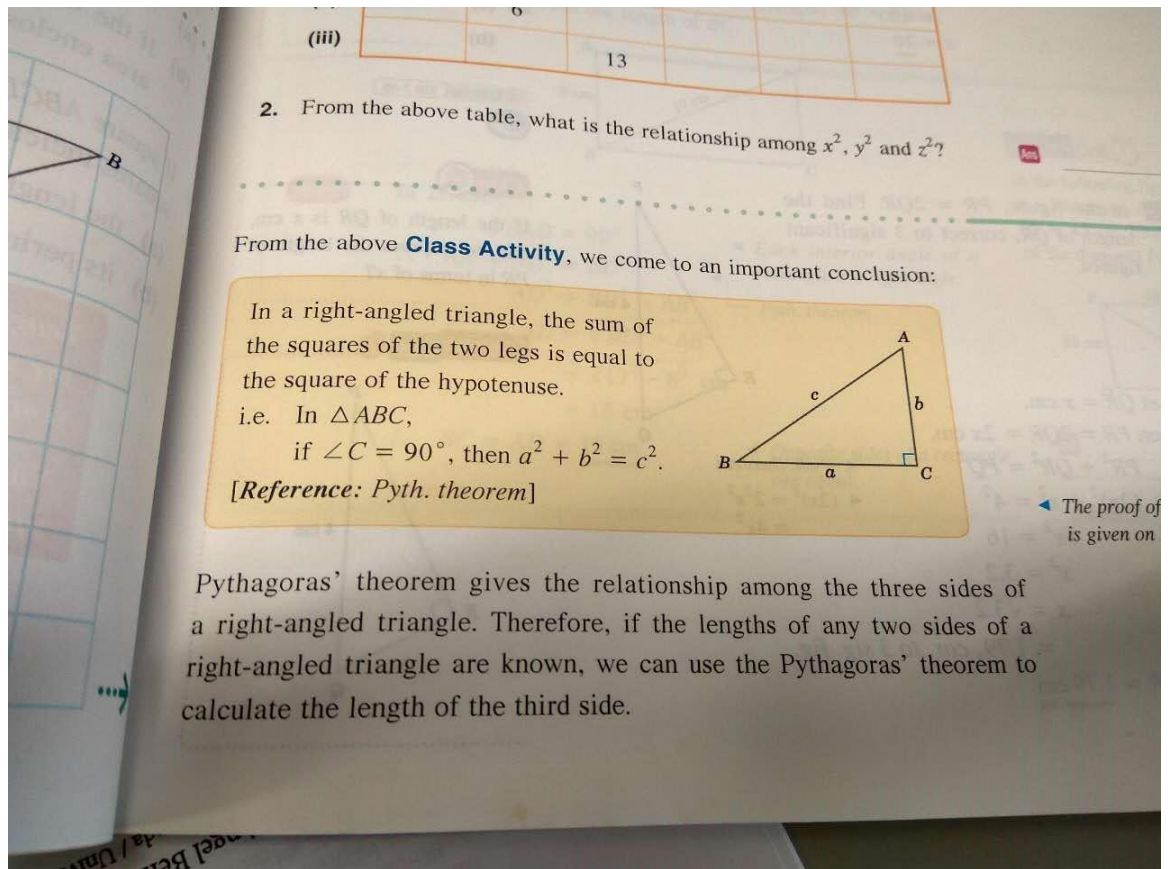 6
(iii)
13
2. From the above table, what is the relationship among x², y² and z²?
Ans
B
From the above Class Activity, we come to an important conclusion:
In a right-angled triangle, the sum of
the squares of the two legs is equal to
the square of the hypotenuse.
i.e. In △ABC,
if ∠C = 90°, then a² + b² = c².
[Reference: Pyth. theorem]
A
c
b
B
a
C
◂ The proof of
is given on
Pythagoras' theorem gives the relationship among the three sides of
a right-angled triangle. Therefore, if the lengths of any two sides of a
right-angled triangle are known, we can use the Pythagoras' theorem to
calculate the length of the third side.